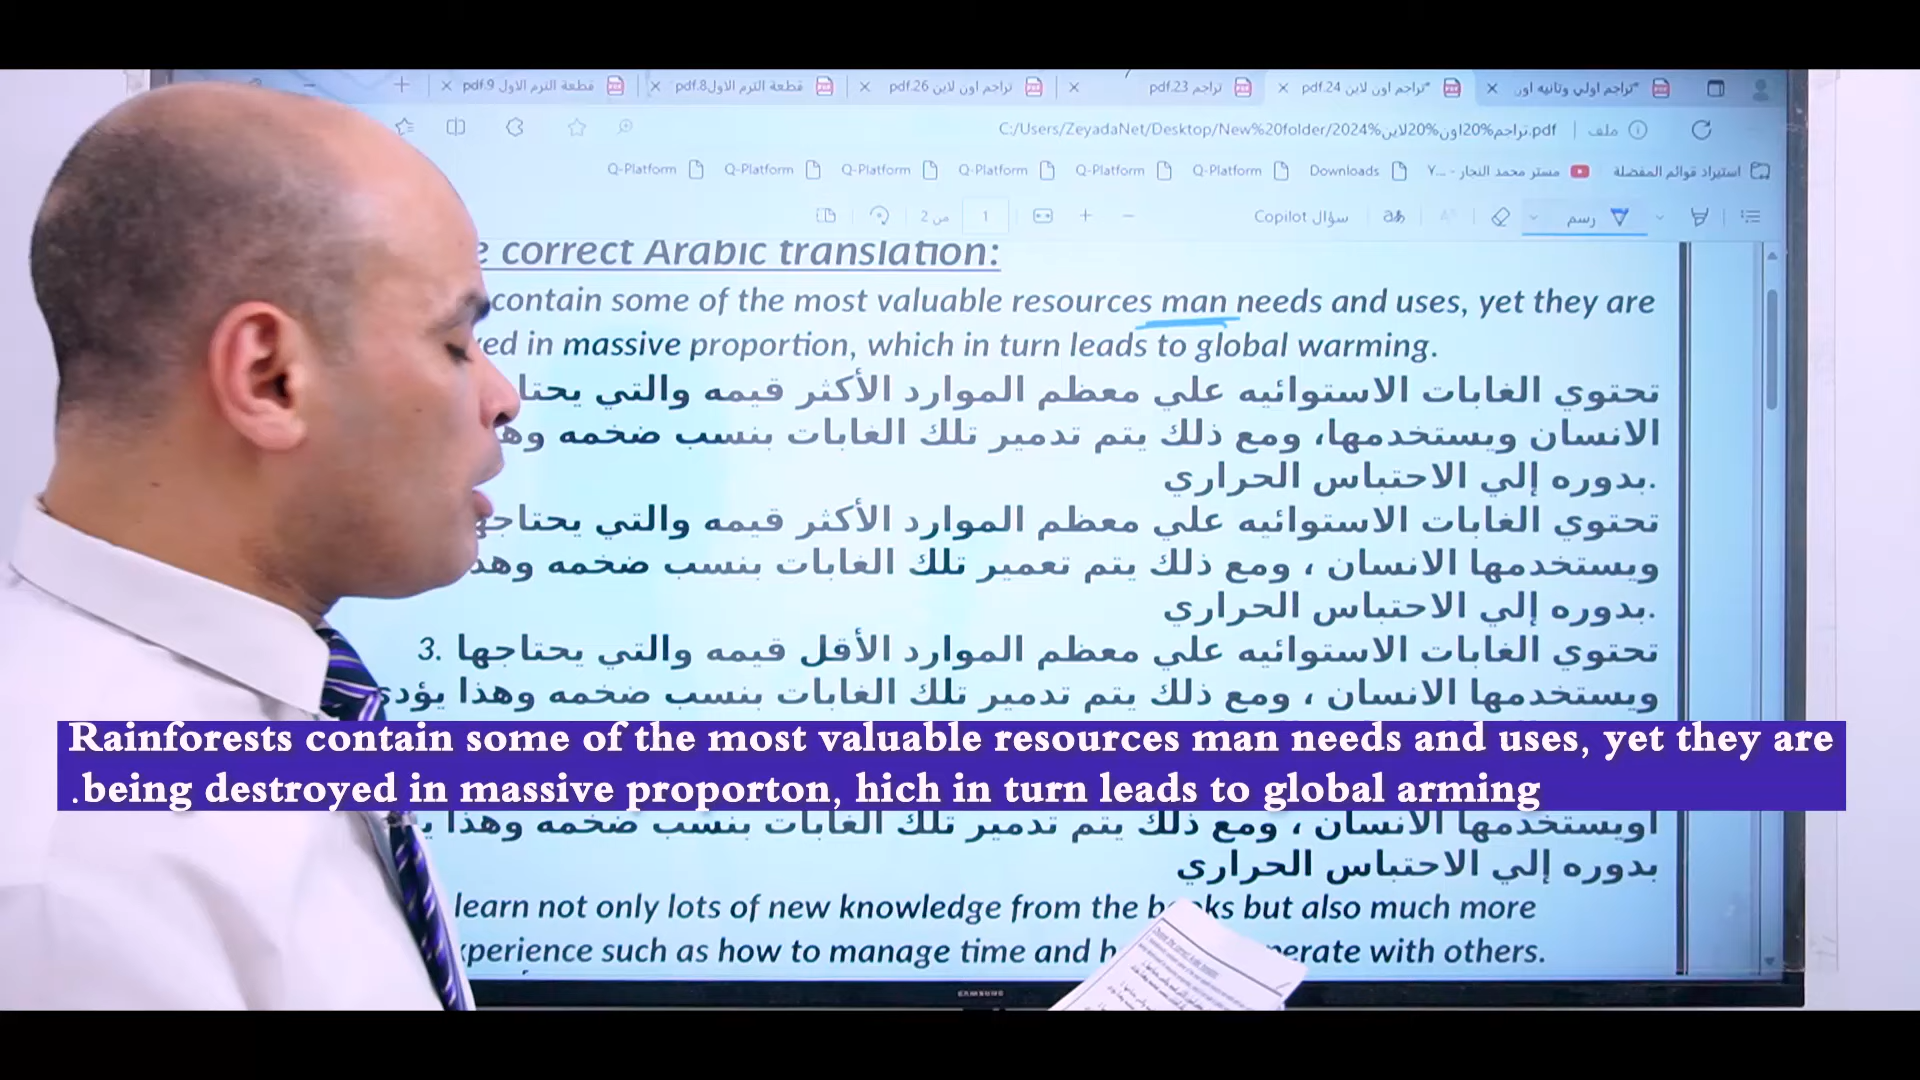 قطعة الترم الاول 9.pdf
قطعة الترم الاول 8.pdf
تراجم اون لاين 26.pdf
تراجم 23.pdf
*تراجم اون لاين 24.pdf
*تراجم اولي وتانيه اور
C:/Users/ZeyadaNet/Desktop/New%20folder/2024%تراجم%20اون%20لاين.pdf
ملف
Q-Platform
Q-Platform
Q-Platform
Q-Platform
Q-Platform
Q-Platform
Downloads
مستر محمد النجار - ...٧
استيراد قوائم المفضلة
من 2
1
سؤال Copilot
رسم
e correct Arabic translation:
contain some of the most valuable resources man needs and uses, yet they are
ed in massive proportion, which in turn leads to global warming.
تحتوي الغابات الاستوائيه علي معظم الموارد الأكثر قيمه والتي يحتا
الانسان ويستخدمها، ومع ذلك يتم تدمير تلك الغابات بنسب ضخمه وه
بدوره إلي الاحتباس الحراري.
تحتوي الغابات الاستوائيه علي معظم الموارد الأكثر قيمه والتي يحتاجه
ويستخدمها الانسان ، ومع ذلك يتم تعمير تلك الغابات بنسب ضخمه وهذ
بدوره إلي الاحتباس الحراري.
تحتوي الغابات الاستوائيه علي معظم الموارد الأقل قيمه والتي يحتاجها .3
ويستخدمها الانسان ، ومع ذلك يتم تدمير تلك الغابات بنسب ضخمه وهذا يؤدي
Rainforests contain some of the most valuable resources man needs and uses, yet they are
.being destroyed in massive proporton, hich in turn leads to global arming
اويستخدمها الانسان ، ومع ذلك يتم تدمير تلك الغابات بنسب ضخمه وهذا ي
بدوره إلي الاحتباس الحراري
learn not only lots of new knowledge from the books but also much more
xperience such as how to manage time and erate with others.
SAMSUNG